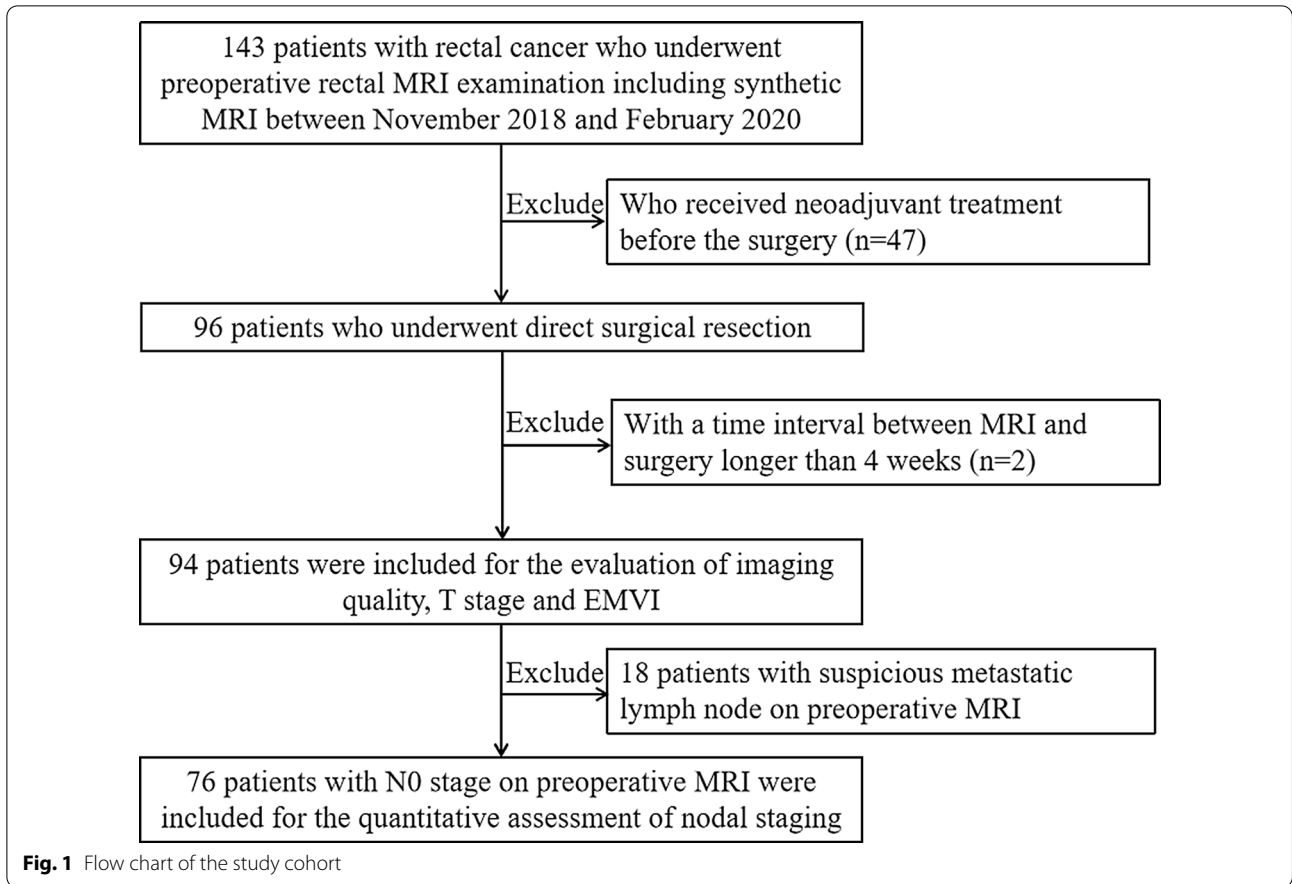 143 patients with rectal cancer who underwent
preoperative rectal MRI examination including synthetic
MRI between November 2018 and February 2020
Exclude
Who received neoadjuvant treatment
before the surgery (n=47)
96 patients who underwent direct surgical resection
Exclude
With a time interval between MRI and
surgery longer than 4 weeks (n=2)
94 patients were included for the evaluation of imaging
quality, T stage and EMVI
Exclude
18 patients with suspicious metastatic
lymph node on preoperative MRI
76 patients with N0 stage on preoperative MRI were
included for the quantitative assessment of nodal staging
Fig. 1 Flow chart of the study cohort